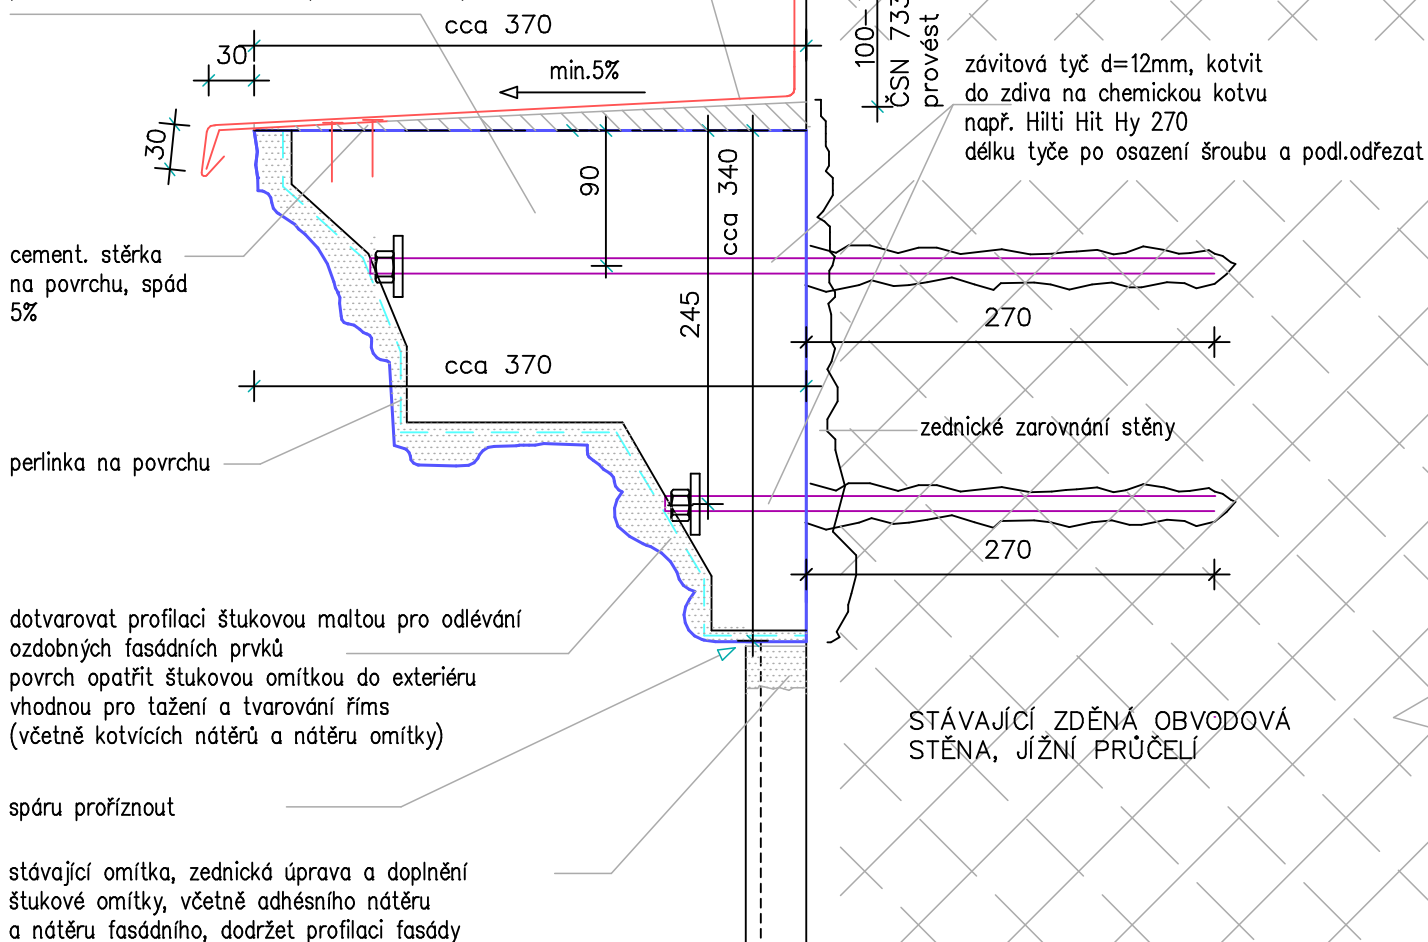 cca 370
30
min.5%
30
100-
ČSN 733
provést
závitová tyč d=12mm, kotvit
do zdiva na chemickou kotvu
např. Hilti Hit Hy 270
délku tyče po osazení šroubu a podl.odřezat
90
cca 340
cement. stěrka
na povrchu, spád
5%
245
270
cca 370
zednické zarovnání stěny
perlinka na povrchu
270
dotvarovat profilaci štukovou maltou pro odlévání
ozdobných fasádních prvků
povrch opatřit štukovou omítkou do exteriéru
vhodnou pro tažení a tvarování říms
(včetně kotvících nátěrů a nátěru omítky)
STÁVAJÍCÍ ZDĚNÁ OBVODOVÁ
STĚNA, JÍŽNÍ PRŮČELÍ
spáru proříznout
stávající omítka, zednická úprava a doplnění
štukové omítky, včetně adhésního nátěru
a nátěru fasádního, dodržet profilaci fasády